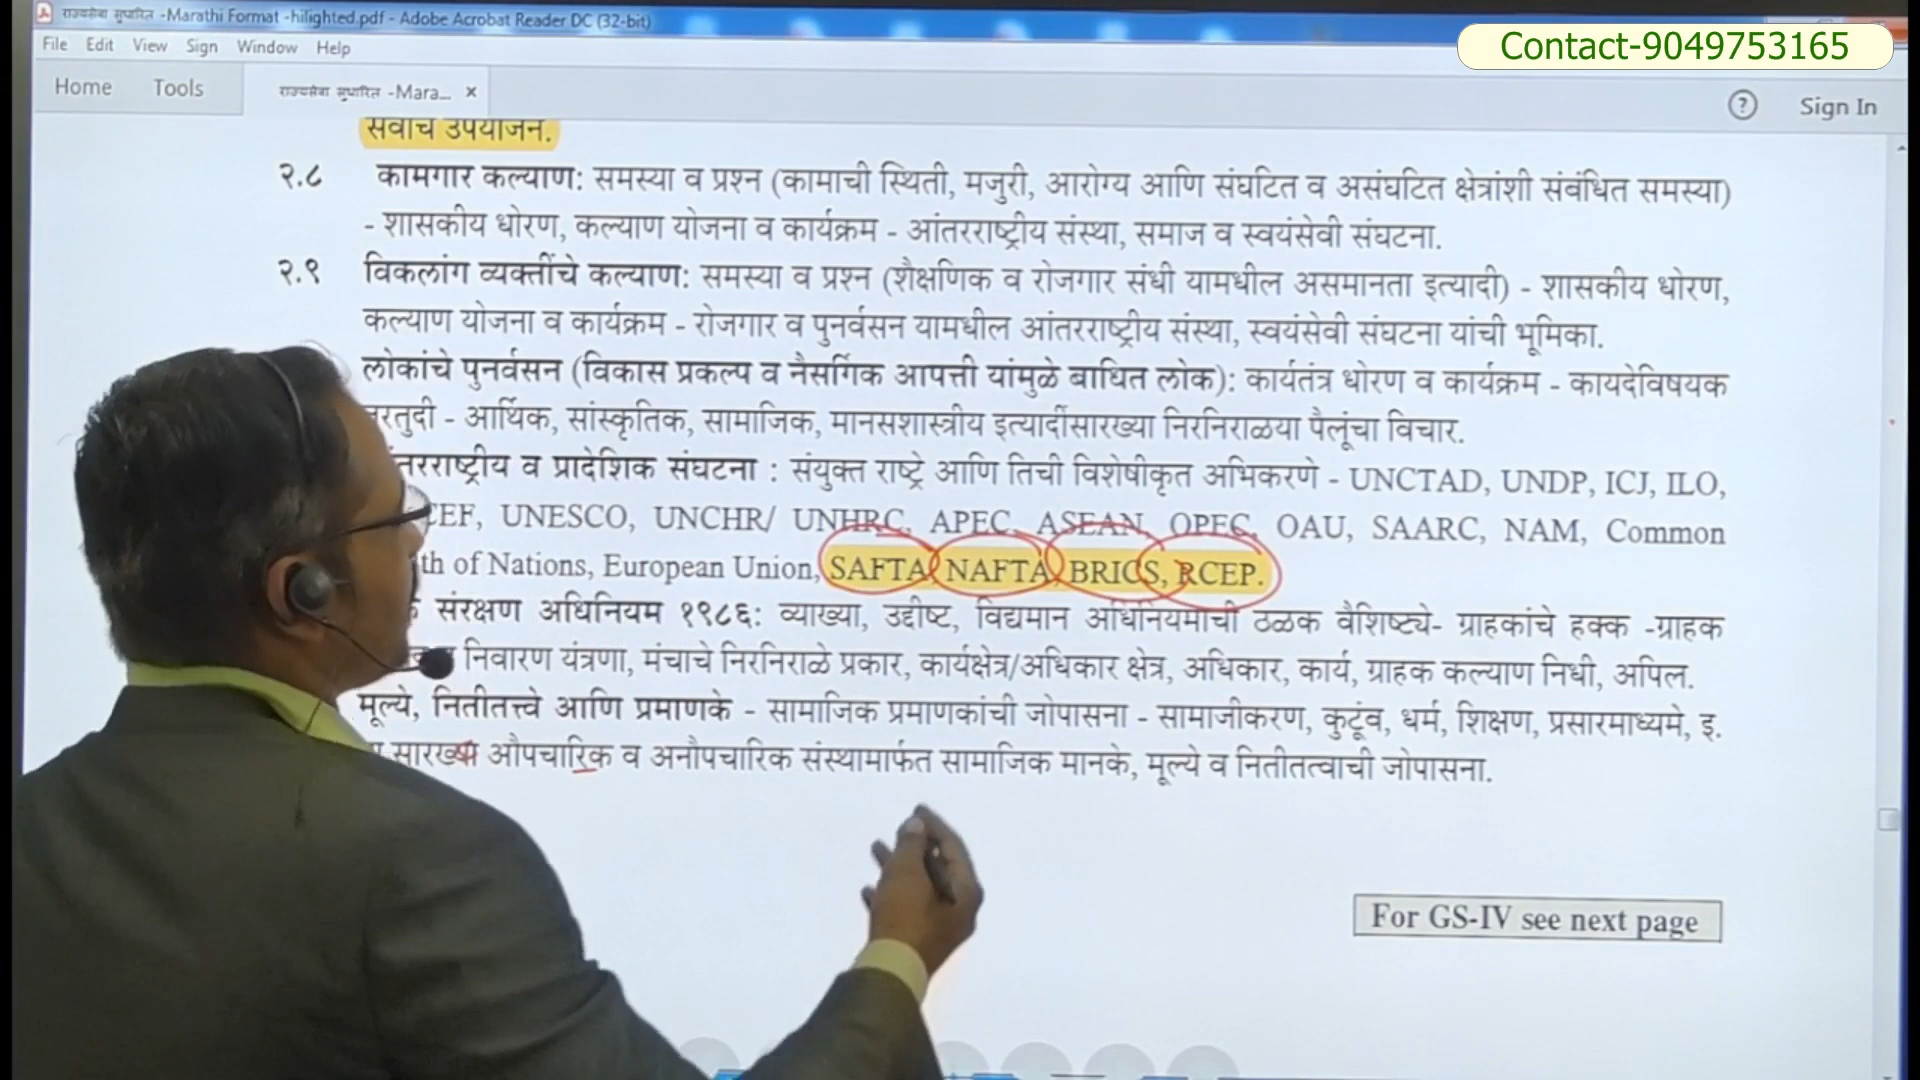 राज्यसेवा सुधारित -Marathi Format -hilighted.pdf - Adobe Acrobat Reader DC (32-bit)
Contact-9049753165
File Edit View Sign Window Help
Home Tools राज्यसेवा सुधारित -Mara... × ? Sign In
सर्वांचे उपयोजन.
२.८ कामगार कल्याण: समस्या व प्रश्न (कामाची स्थिती, मजुरी, आरोग्य आणि संघटित व असंघटित क्षेत्रांशी संबंधित समस्या)
- शासकीय धोरण, कल्याण योजना व कार्यक्रम - आंतरराष्ट्रीय संस्था, समाज व स्वयंसेवी संघटना.
२.९ विकलांग व्यक्तींचे कल्याण: समस्या व प्रश्न (शैक्षणिक व रोजगार संधी यामधील असमानता इत्यादी) - शासकीय धोरण,
कल्याण योजना व कार्यक्रम - रोजगार व पुनर्वसन यामधील आंतरराष्ट्रीय संस्था, स्वयंसेवी संघटना यांची भूमिका.
लोकांचे पुनर्वसन (विकास प्रकल्प व नैसर्गिक आपत्ती यांमुळे बाधित लोक): कार्यतंत्र धोरण व कार्यक्रम - कायदेविषयक
रतुदी - आर्थिक, सांस्कृतिक, सामाजिक, मानसशास्त्रीय इत्यादींसारख्या निरनिराळया पैलूंचा विचार.
तरराष्ट्रीय व प्रादेशिक संघटना : संयुक्त राष्ट्रे आणि तिची विशेषीकृत अभिकरणे - UNCTAD, UNDP, ICJ, ILO,
CEF, UNESCO, UNCHR/ UNHRC, APEC, ASEAN, OPEC, OAU, SAARC, NAM, Common
th of Nations, European Union, SAFTA, NAFTA, BRICS, RCEP.
संरक्षण अधिनियम १९८६: व्याख्या, उद्दीष्ट, विद्यमान अधिनियमाची ठळक वैशिष्ट्ये- ग्राहकांचे हक्क -ग्राहक
निवारण यंत्रणा, मंचाचे निरनिराळे प्रकार, कार्यक्षेत्र/अधिकार क्षेत्र, अधिकार, कार्य, ग्राहक कल्याण निधी, अपिल.
मूल्ये, नितीतत्त्वे आणि प्रमाणके - सामाजिक प्रमाणकांची जोपासना - सामाजीकरण, कुटूंब, धर्म, शिक्षण, प्रसारमाध्यमे, इ.
सारख्या औपचारिक व अनौपचारिक संस्थामार्फत सामाजिक मानके, मूल्ये व नितीतत्वाची जोपासना.
For GS-IV see next page